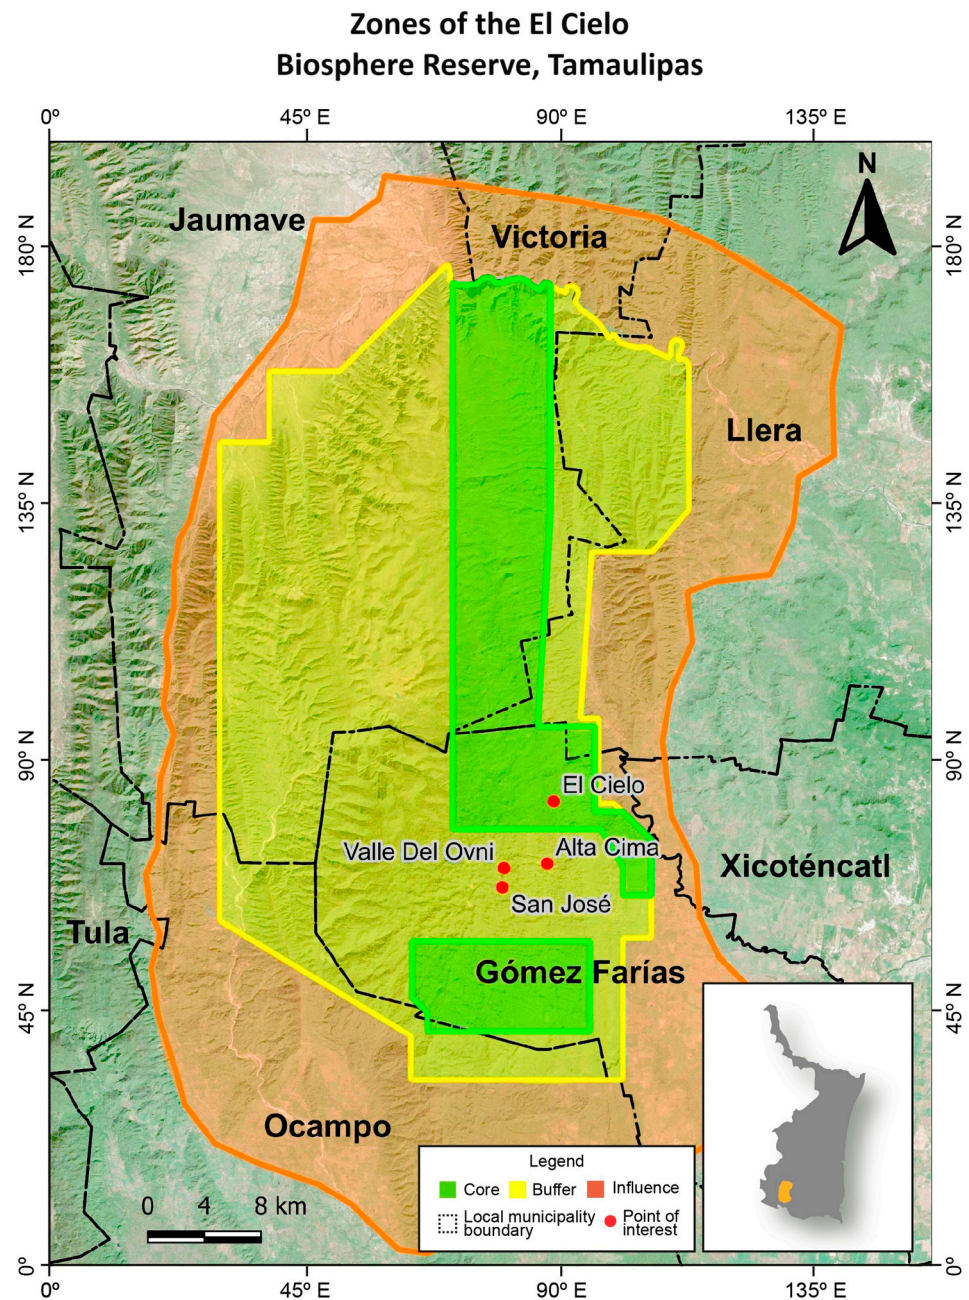 Zones of the El Cielo
Biosphere Reserve, Tamaulipas
0º
45º E
90º E
135º E
N
Jaumave
Victoria
180º N
180º N
Llera
135º N
135º N
90º N
90º N
El Cielo
Valle Del Ovni
Alta Cima
Xicoténcatl
San José
Tula
Gómez Farías
45º N
45º N
Ocampo
Legend
Core
Buffer
Influence
Local municipality
boundary
Point of
interest
0 4 8 km
0º
0º
0º
45º E
90º E
135º E